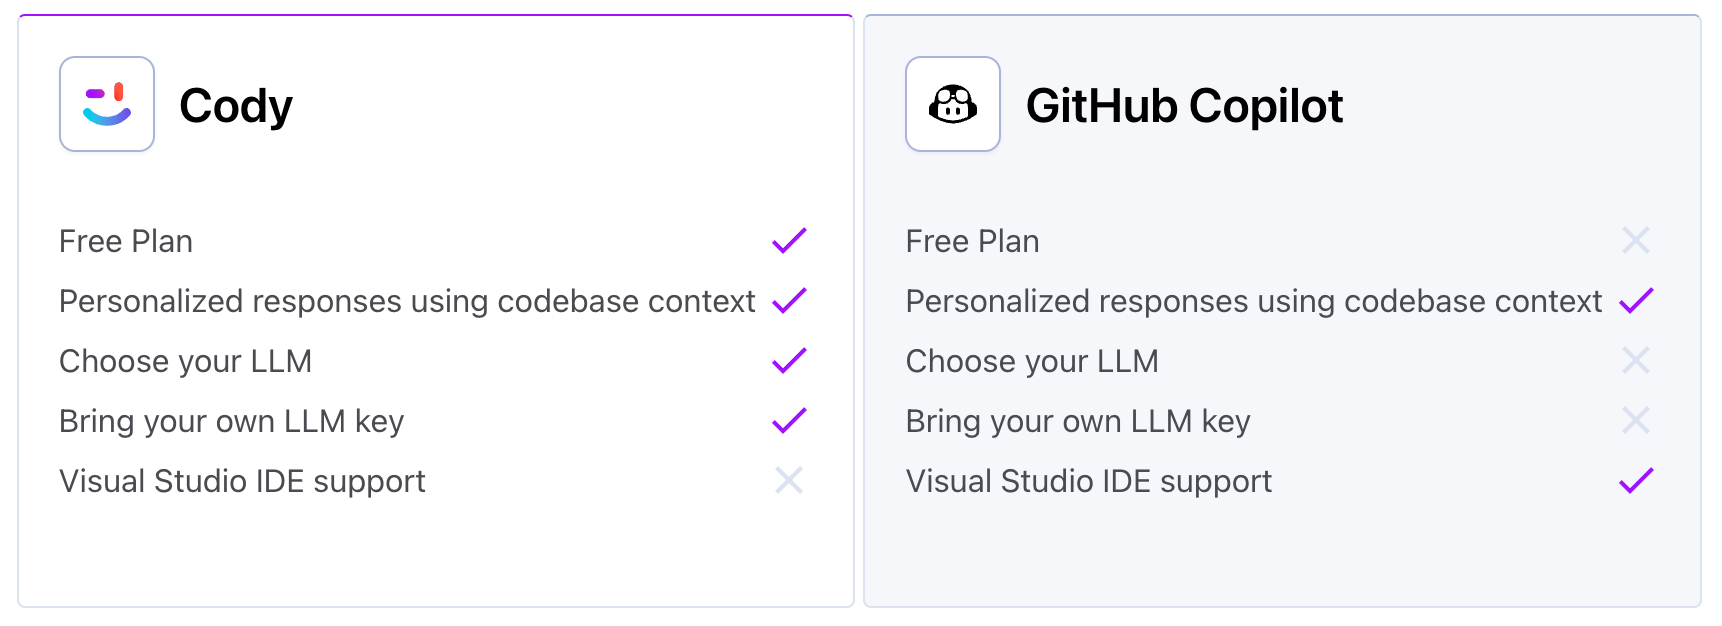 Cody
Free Plan
Personalized responses using codebase context
Choose your LLM
Bring your own LLM key
Visual Studio IDE support
GitHub Copilot
Free Plan
Personalized responses using codebase context
Choose your LLM
Bring your own LLM key
Visual Studio IDE support